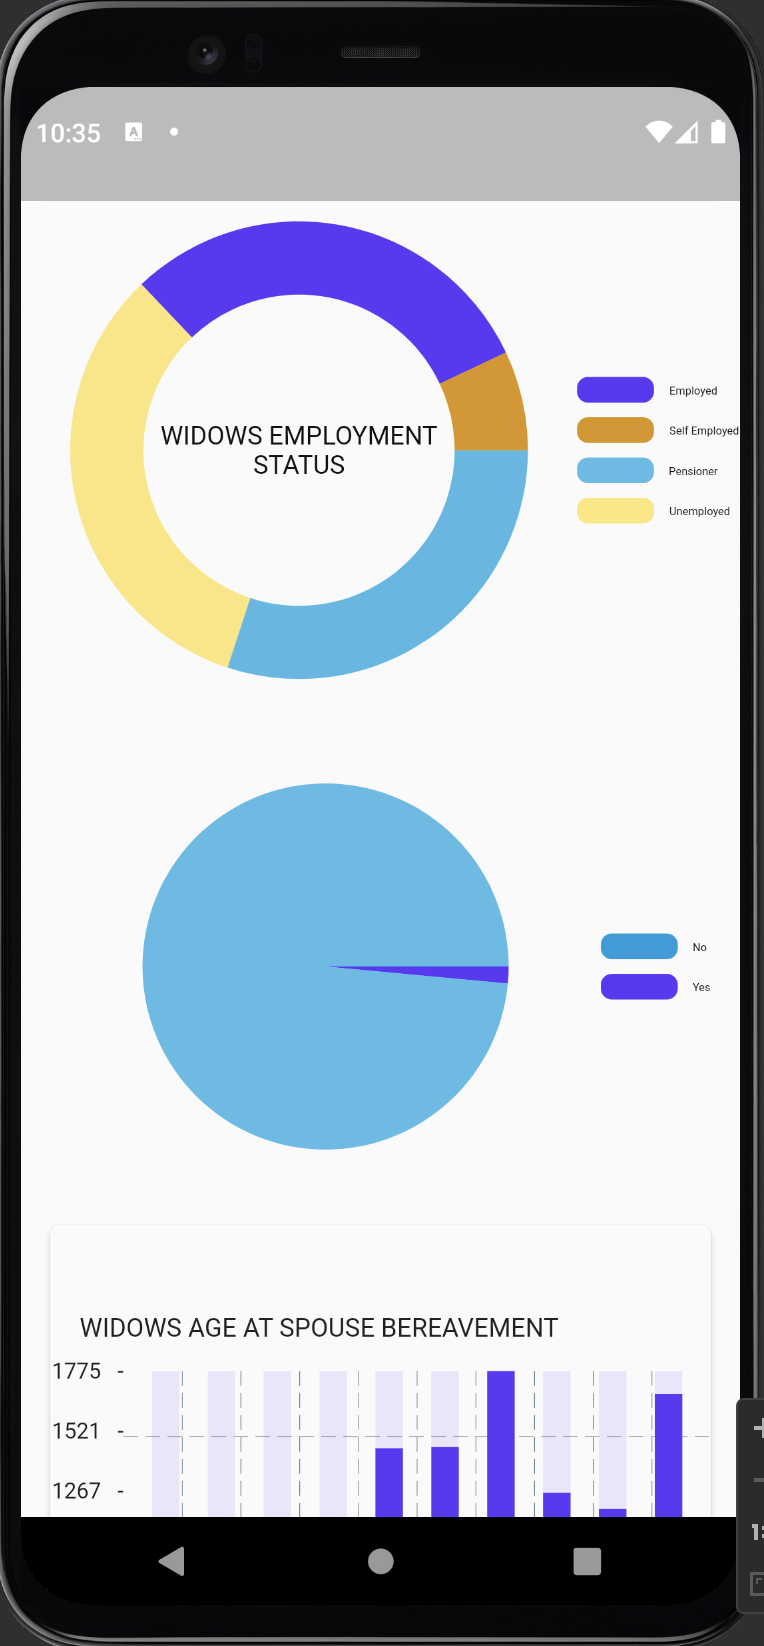 10:35
A
WIDOWS EMPLOYMENT
STATUS
Employed
Self Employed
Pensioner
Unemployed
No
Yes
WIDOWS AGE AT SPOUSE BEREAVEMENT
1775 -
1521 -
1267 -